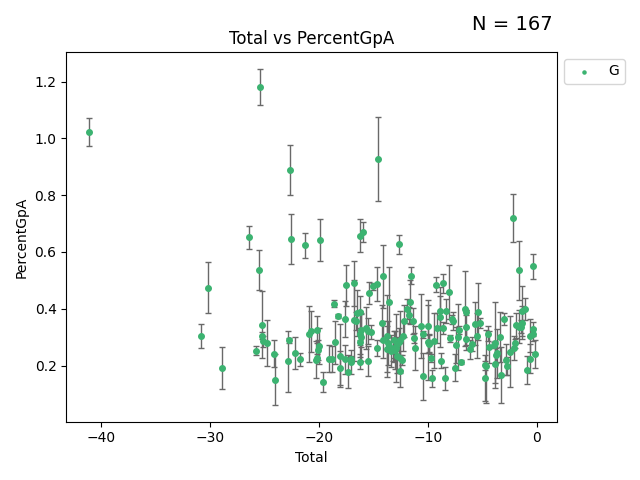 N = 167
Total vs PercentGpA
G
PercentGpA
1.2
1.0
0.8
0.6
0.4
0.2
−40
−30
−20
−10
0
Total